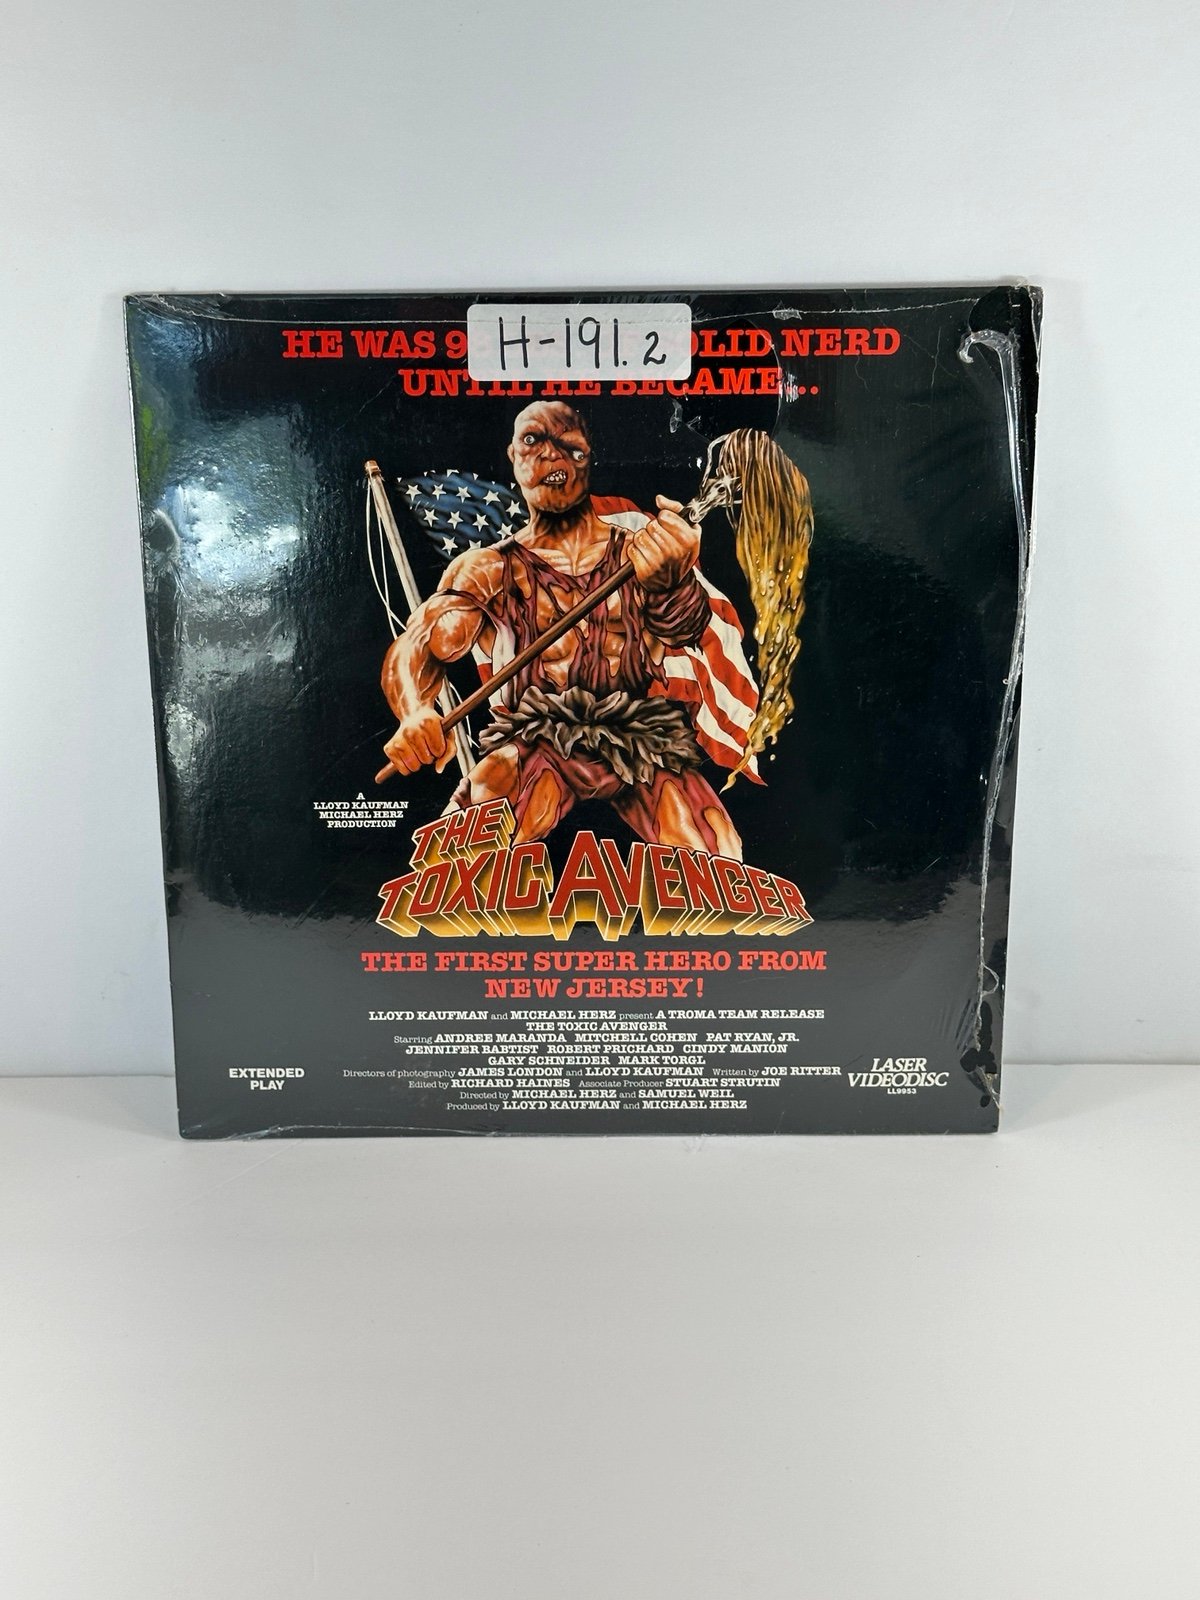 HE WAS 9 OLID NERD
H-191.2
UNTIL HE BECAME...
A
LLOYD KAUFMAN
MICHAEL HERZ
PRODUCTION
THE
TOXIC AVENGER
THE FIRST SUPER HERO FROM
NEW JERSEY!
LLOYD KAUFMAN and MICHAEL HERZ present A TROMA TEAM RELEASE
THE TOXIC AVENGER
Starring ANDREE MARANDA MITCHELL COHEN PAT RYAN, JR.
JENNIFER BABTIST ROBERT PRICHARD CINDY MANION
GARY SCHNEIDER MARK TORGL
Directors of photography JAMES LONDON and LLOYD KAUFMAN Written by JOE RITTER
Edited by RICHARD HAINES Associate Producer STUART STRUTIN
Directed by MICHAEL HERZ and SAMUEL WEIL
Produced by LLOYD KAUFMAN and MICHAEL HERZ
EXTENDED
PLAY
LASER
VIDEODISC
LL9953